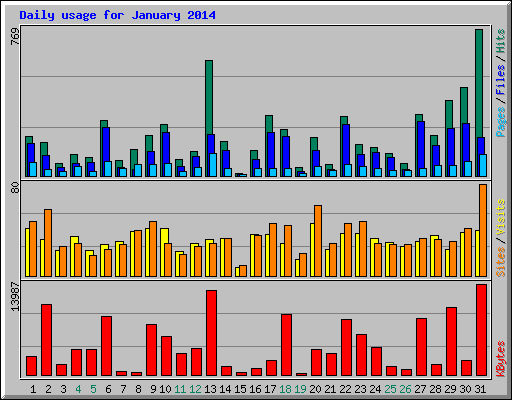 Daily usage for January 2014
769
Pages / Files / Hits
80
Sites / Visits
13987
KBytes
1 2 3 4 5 6 7 8 9 10 11 12 13 14 15 16 17 18 19 20 21 22 23 24 25 26 27 28 29 30 31